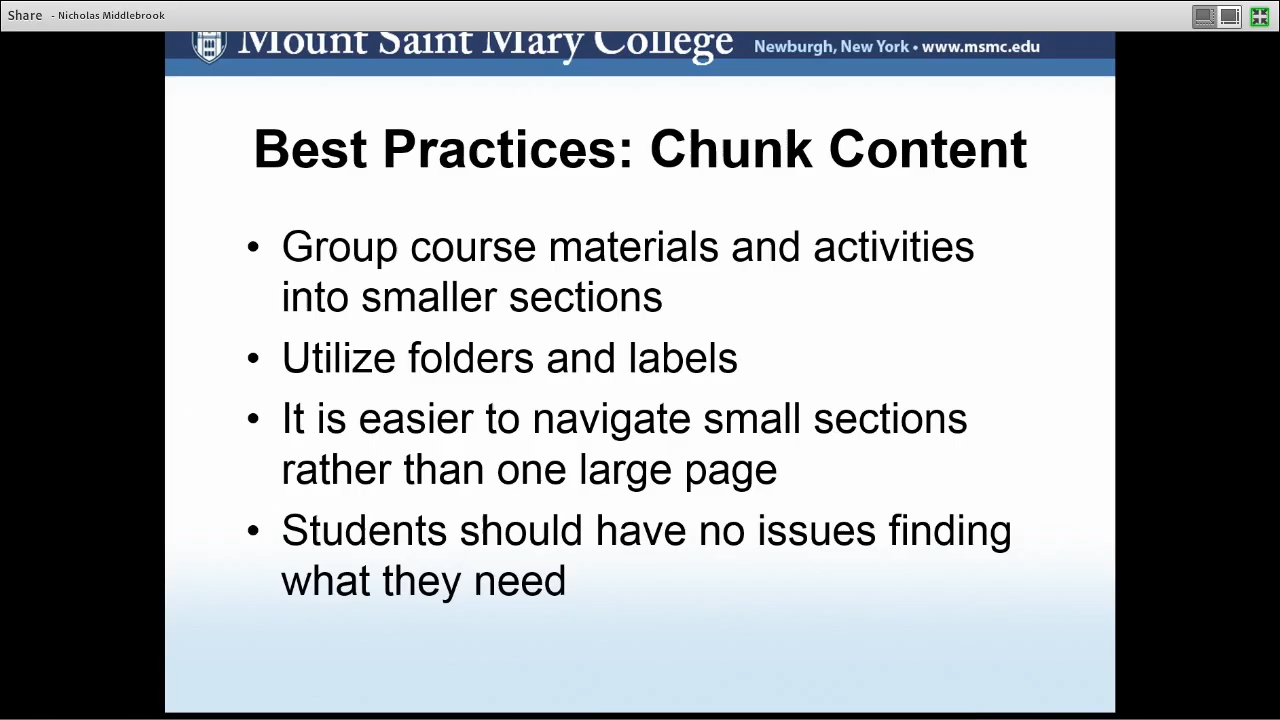 Share - Nicholas Middlebrook
Mount Saint Mary College Newburgh, New York • www.msmc.edu
Best Practices: Chunk Content
• Group course materials and activities
into smaller sections
• Utilize folders and labels
• It is easier to navigate small sections
rather than one large page
• Students should have no issues finding
what they need